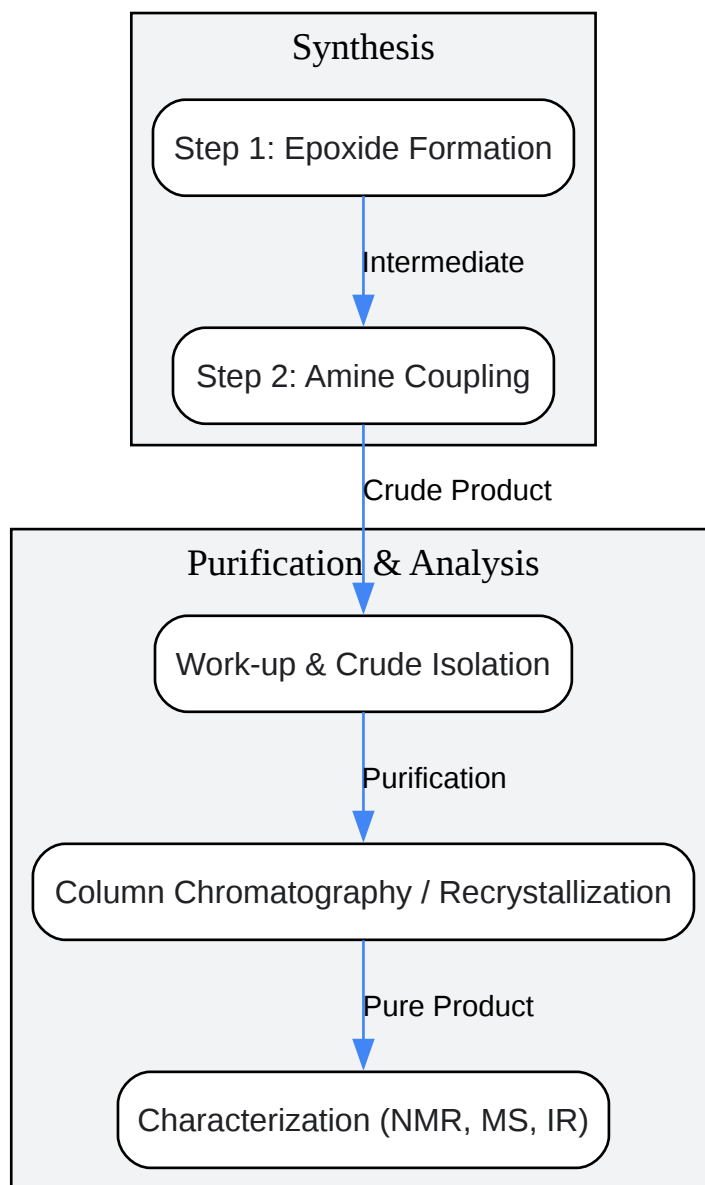 Synthesis
Step 1: Epoxide Formation
Intermediate
Step 2: Amine Coupling
Crude Product
Purification & Analysis
Work-up & Crude Isolation
Purification
Column Chromatography / Recrystallization
Pure Product
Characterization (NMR, MS, IR)